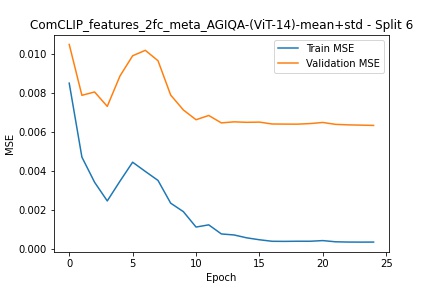 ComCLIP_features_2fc_meta_AGIQA-(ViT-14)-mean+std - Split 6
Train MSE
Validation MSE
MSE
0.010
0.008
0.006
0.004
0.002
0.000
0 5 10 15 20 25
Epoch